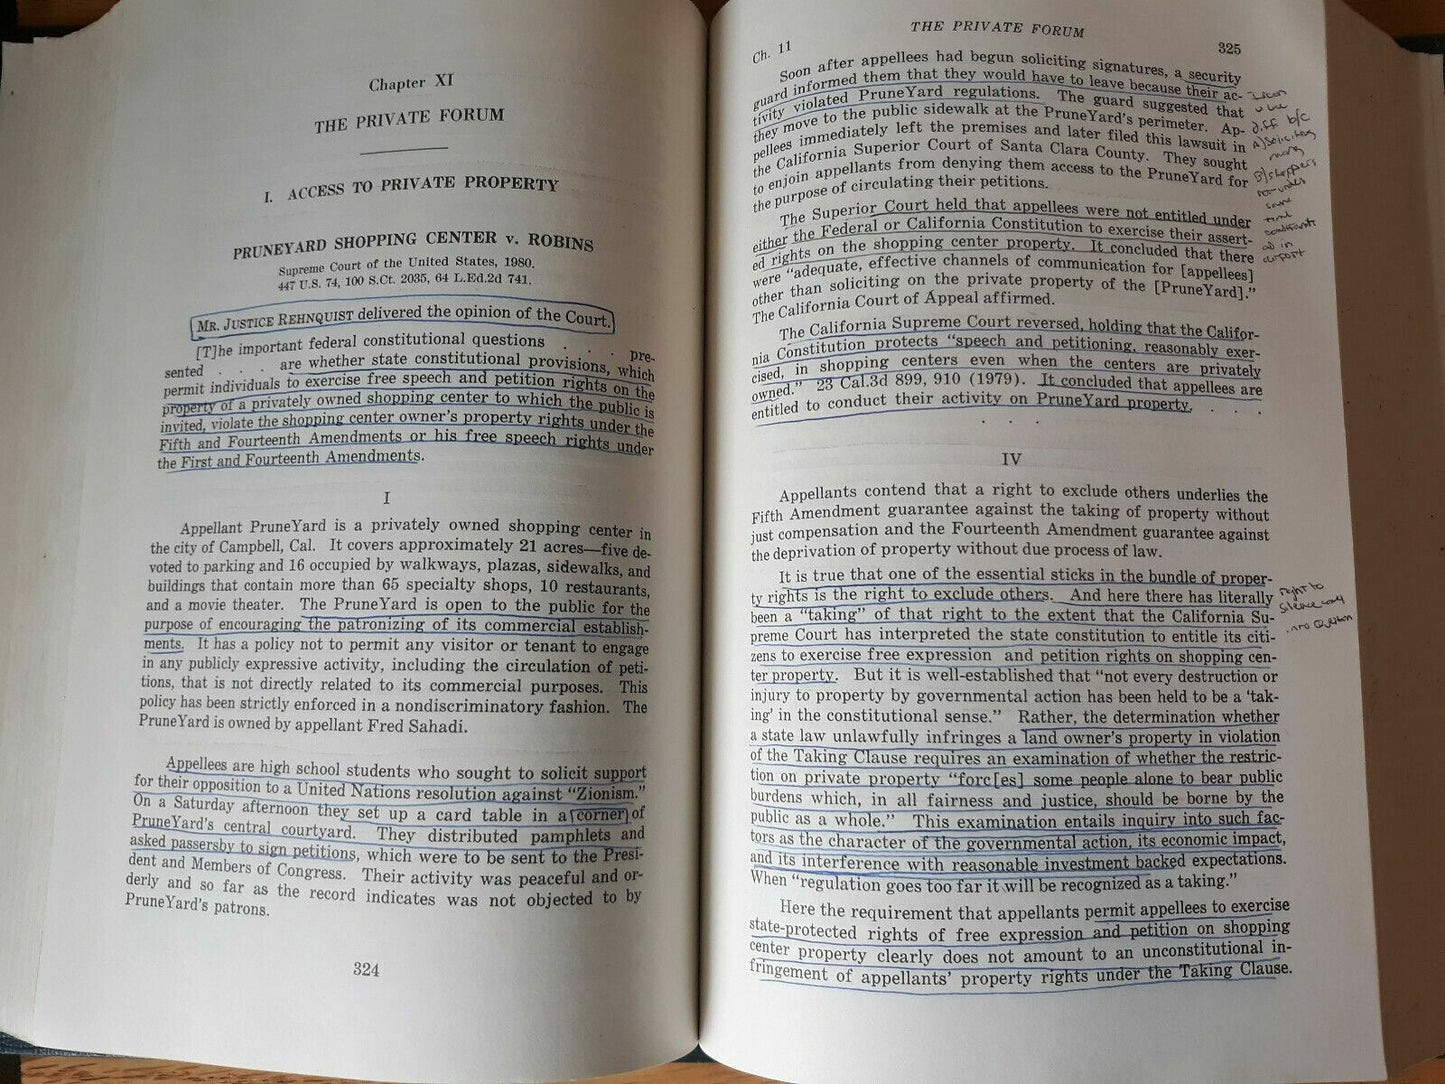 Chapter XI
THE PRIVATE FORUM
I. ACCESS TO PRIVATE PROPERTY
PRUNEYARD SHOPPING CENTER v. ROBINS
Supreme Court of the United States, 1980.
447 U.S. 74, 100 S.Ct. 2035, 64 L.Ed.2d 741.
MR. JUSTICE REHNQUIST delivered the opinion of the Court.
[T]he important federal constitutional questions . . . pre-
sented . . . are whether state constitutional provisions, which
permit individuals to exercise free speech and petition rights on the
property of a privately owned shopping center to which the public is
invited, violate the shopping center owner's property rights under the
Fifth and Fourteenth Amendments or his free speech rights under
the First and Fourteenth Amendments.
I
Appellant PruneYard is a privately owned shopping center in
the city of Campbell, Cal. It covers approximately 21 acres—five de-
voted to parking and 16 occupied by walkways, plazas, sidewalks, and
buildings that contain more than 65 specialty shops, 10 restaurants,
and a movie theater. The PruneYard is open to the public for the
purpose of encouraging the patronizing of its commercial establish-
ments. It has a policy not to permit any visitor or tenant to engage
in any publicly expressive activity, including the circulation of peti-
tions, that is not directly related to its commercial purposes. This
policy has been strictly enforced in a nondiscriminatory fashion. The
PruneYard is owned by appellant Fred Sahadi.
Appellees are high school students who sought to solicit support
for their opposition to a United Nations resolution against "Zionism."
On a Saturday afternoon they set up a card table in a corner of
PruneYard's central courtyard. They distributed pamphlets and
asked passersby to sign petitions, which were to be sent to the Presi-
dent and Members of Congress. Their activity was peaceful and or-
derly and so far as the record indicates was not objected to by
PruneYard's patrons.
324
Ch. 11 THE PRIVATE FORUM 325
Soon after appellees had begun soliciting signatures, a security
guard informed them that they would have to leave because their ac-
tivity violated PruneYard regulations. The guard suggested that
they move to the public sidewalk at the PruneYard's perimeter. Ap-
pellees immediately left the premises and later filed this lawsuit in
the California Superior Court of Santa Clara County. They sought
to enjoin appellants from denying them access to the PruneYard for
the purpose of circulating their petitions.
diff b/c
A) soliciting
money
B) shoppers
not under
same
time
constraints
as in
airport
The Superior Court held that appellees were not entitled under
either the Federal or California Constitution to exercise their assert-
ed rights on the shopping center property. It concluded that there
were "adequate, effective channels of communication for [appellees]
other than soliciting on the private property of the [PruneYard]."
The California Court of Appeal affirmed.
The California Supreme Court reversed, holding that the Califor-
nia Constitution protects "speech and petitioning, reasonably exer-
cised, in shopping centers even when the centers are privately
owned." 23 Cal.3d 899, 910 (1979). It concluded that appellees are
entitled to conduct their activity on PruneYard property. . . .
. . .
IV
Appellants contend that a right to exclude others underlies the
Fifth Amendment guarantee against the taking of property without
just compensation and the Fourteenth Amendment guarantee against
the deprivation of property without due process of law.
It is true that one of the essential sticks in the bundle of proper-
ty rights is the right to exclude others. And here there has literally
been a "taking" of that right to the extent that the California Su-
preme Court has interpreted the state constitution to entitle its citi-
zens to exercise free expression and petition rights on shopping cen-
ter property. But it is well-established that "not every destruction or
injury to property by governmental action has been held to be a 'tak-
ing' in the constitutional sense." Rather, the determination whether
a state law unlawfully infringes a land owner's property in violation
of the Taking Clause requires an examination of whether the restric-
tion on private property "forc[es] some people alone to bear public
burdens which, in all fairness and justice, should be borne by the
public as a whole." This examination entails inquiry into such fac-
tors as the character of the governmental action, its economic impact,
and its interference with reasonable investment backed expectations.
When "regulation goes too far it will be recognized as a taking."
right to
silence
into question
Here the requirement that appellants permit appellees to exercise
state-protected rights of free expression and petition on shopping
center property clearly does not amount to an unconstitutional in-
fringement of appellants' property rights under the Taking Clause.